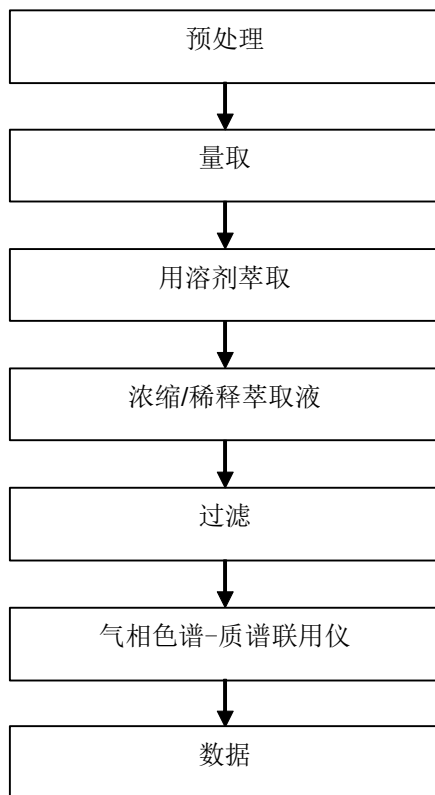 预处理
量取
用溶剂萃取
浓缩/稀释萃取液
过滤
气相色谱-质谱联用仪
数据